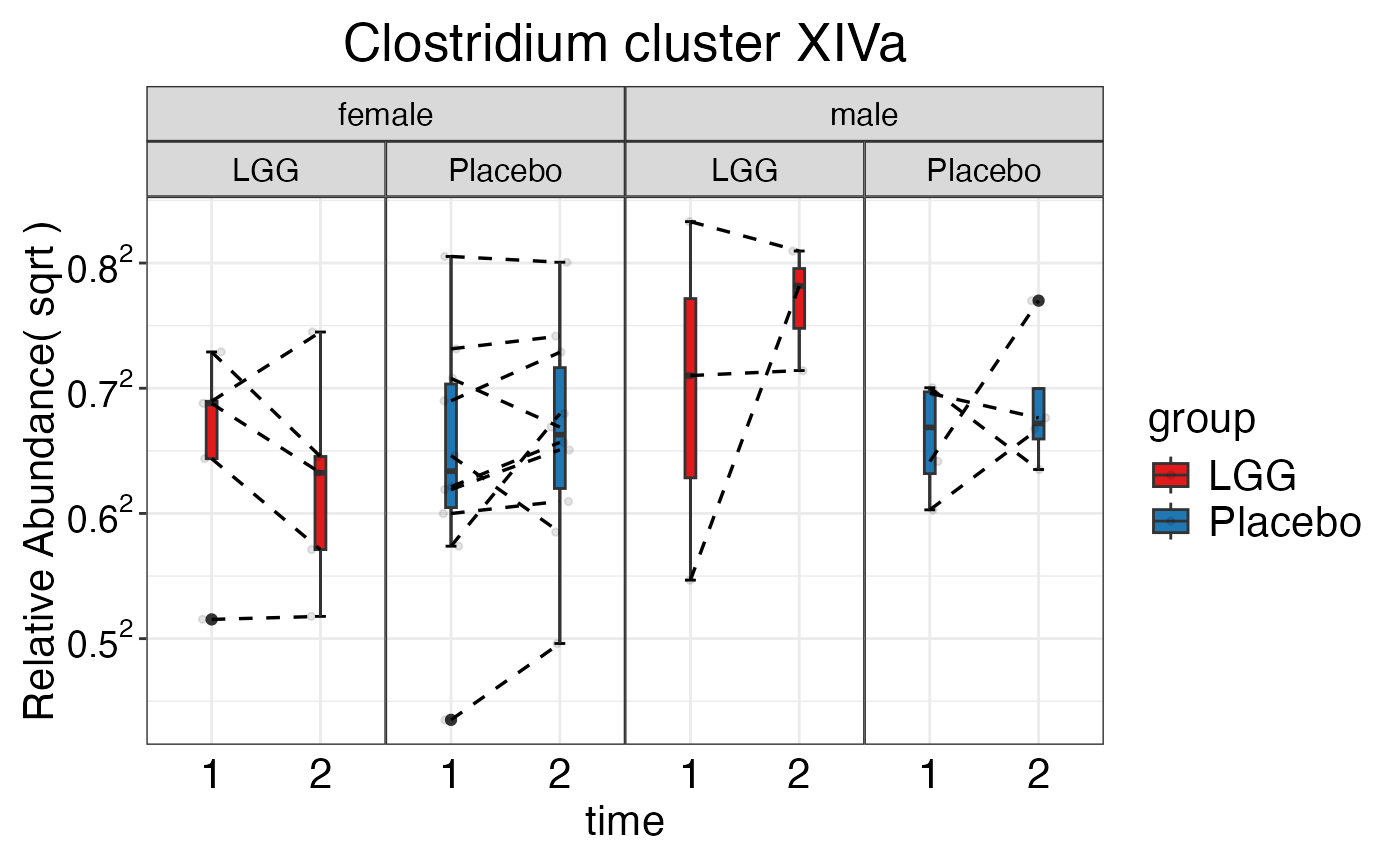 Clostridium cluster XIVa
female male
LGG Placebo LGG Placebo
Relative Abundance( sqrt )
0.8²
0.7²
0.6²
0.5²
1 2 1 2 1 2 1 2
time
group
LGG
Placebo